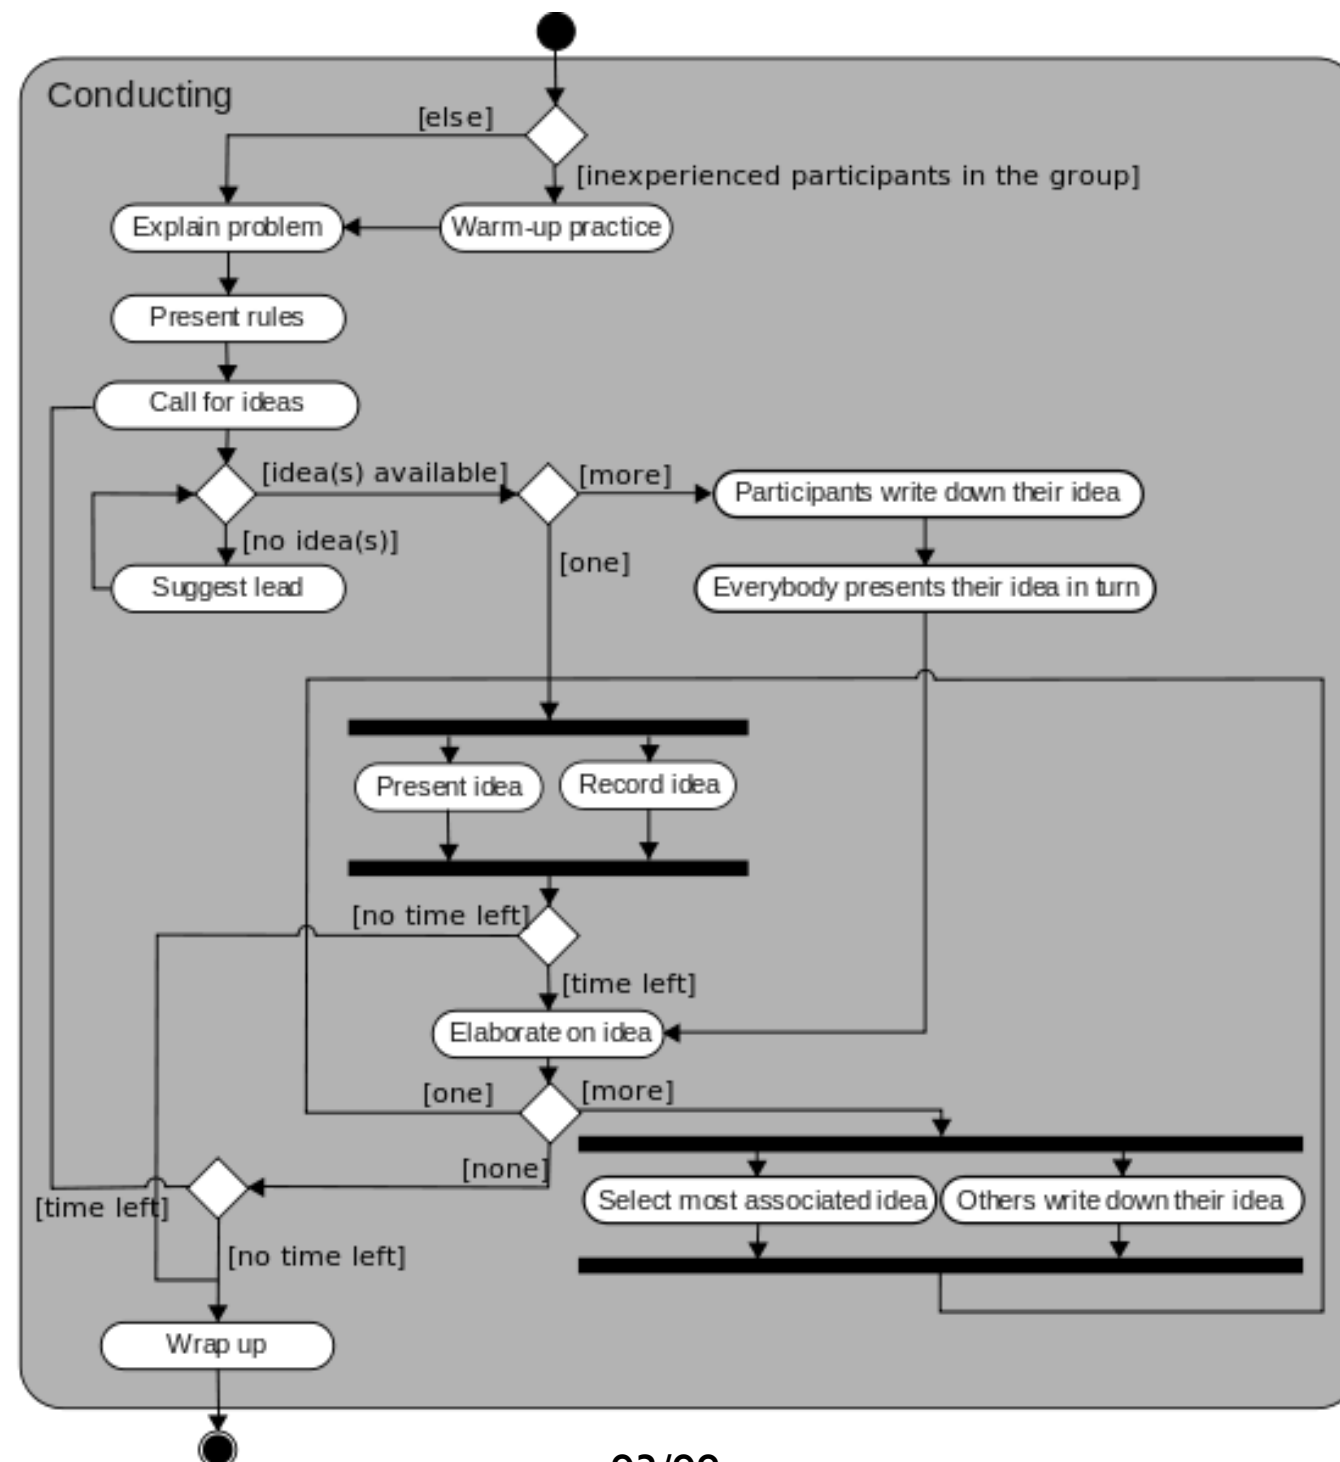 Conducting
[else]
[inexperienced participants in the group]
Explain problem
Warm-up practice
Present rules
Call for ideas
[idea(s) available]
[more]
Participants write down their idea
[no idea(s)]
[one]
Suggest lead
Everybody presents their idea in turn
Present idea
Record idea
[no time left]
[time left]
Elaborate on idea
[one]
[more]
[none]
Select most associated idea
Others write down their idea
[time left]
[no time left]
Wrap up